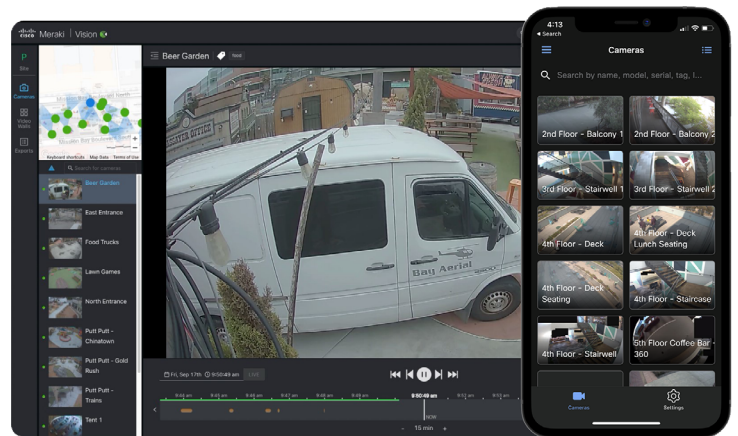 cisco Meraki Vision
Site
Cameras
Video
Walls
Exports
Keyboard shortcuts Map Data Terms of Use
Search for cameras
Beer Garden
East Entrance
Food Trucks
Lawn Games
North Entrance
Putt Putt -
Chinatown
Putt Putt - Gold
Rush
Putt Putt -
Trains
Tent 1
Beer Garden
Bay Aerial
Fri, Sep 17th 9:50:49 am LIVE
9:50:49 am
NOW
- 15 min +
4:13
Search
Cameras
Search by name, model, serial, tag, l...
2nd Floor - Balcony 1
2nd Floor - Balcony 2
3rd Floor - Stairwell 1
3rd Floor - Stairwell 2
4th Floor - Deck
4th Floor - Deck
Lunch Seating
4th Floor - Deck
Seating
4th Floor - Staircase
4th Floor - Stairwell
5th Floor Coffee Bar -
360
Cameras
Settings